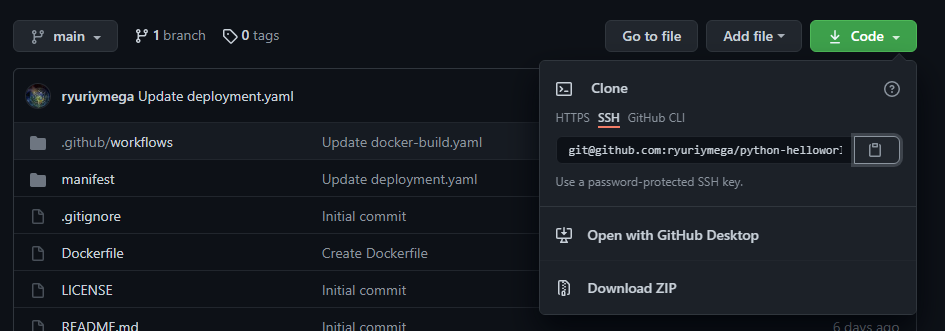 main
1 branch
0 tags
Go to file
Add file
Code
ryuriymega Update deployment.yaml
.github/workflows
Update docker-build.yaml
manifest
Update deployment.yaml
.gitignore
Initial commit
Dockerfile
Create Dockerfile
LICENSE
Initial commit
README.md
Initial commit
6 days ago
Clone
HTTPS SSH GitHub CLI
git@github.com:ryuriymega/python-hellowor
Use a password-protected SSH key.
Open with GitHub Desktop
Download ZIP